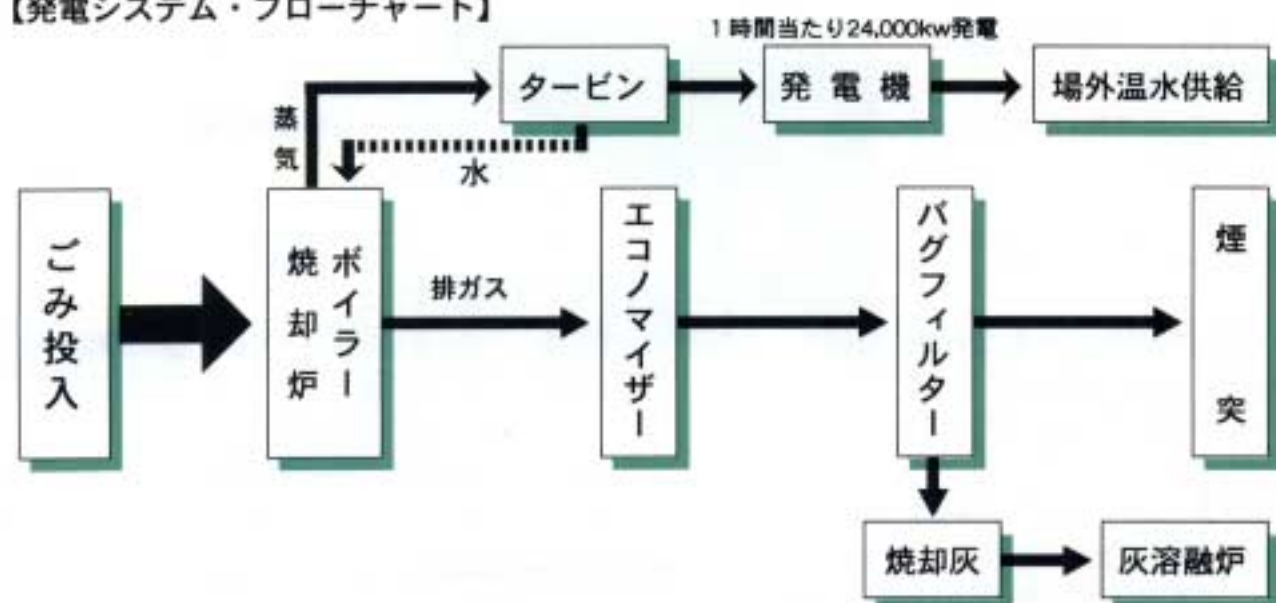 【発電システム・フローチャート】
1時間当たり24,000kw発電
タービン
発電機
場外温水供給
蒸気
水
ごみ投入
ボイラー
焼却炉
排ガス
エコノマイザー
バグフィルター
煙突
焼却灰
灰溶融炉